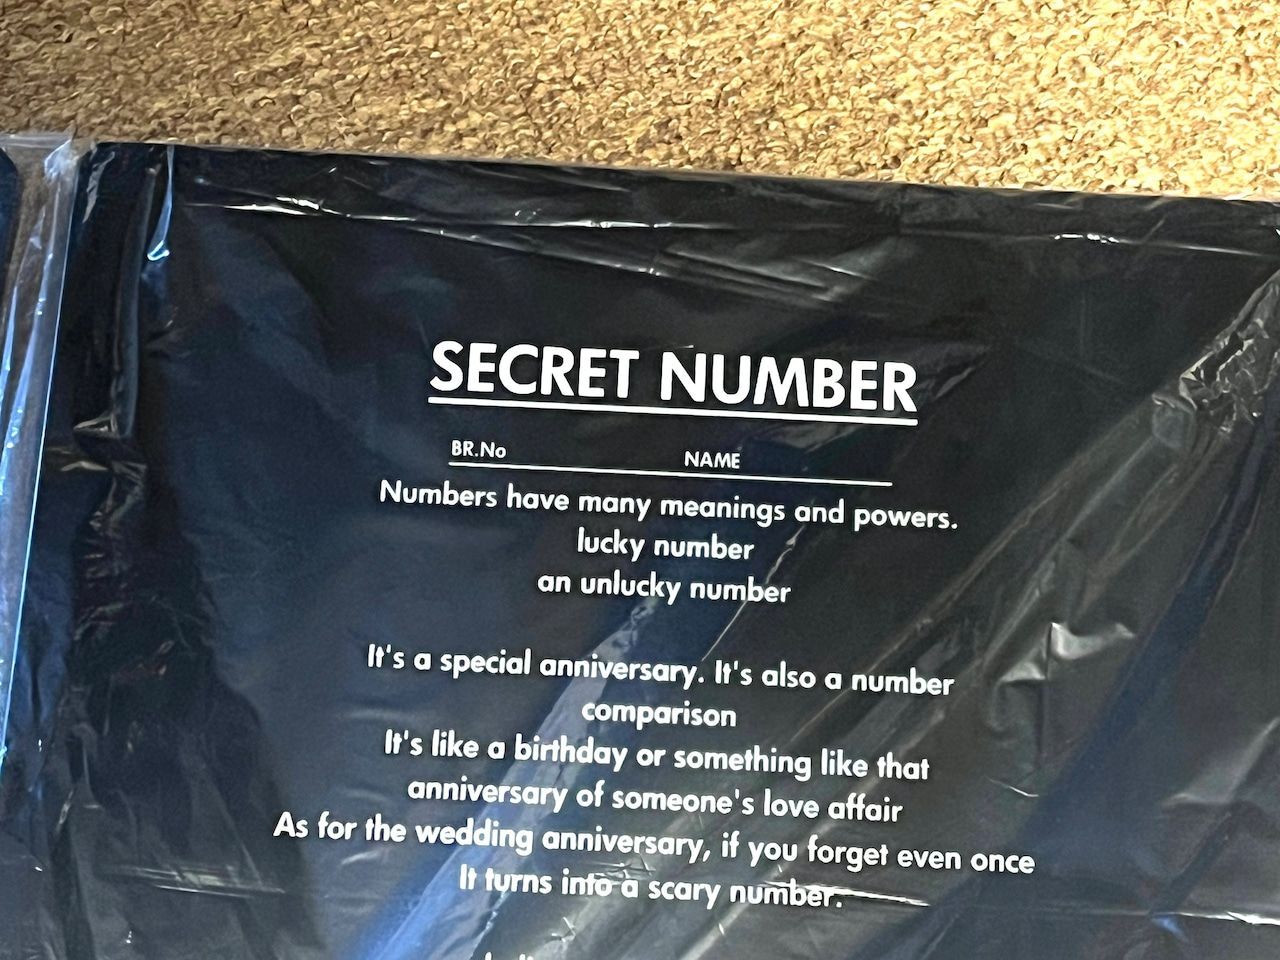 SECRET NUMBER
BR.No NAME
Numbers have many meanings and powers.
lucky number
an unlucky number
It's a special anniversary. It's also a number
comparison
It's like a birthday or something like that
anniversary of someone's love affair
As for the wedding anniversary, if you forget even once
It turns into a scary number.